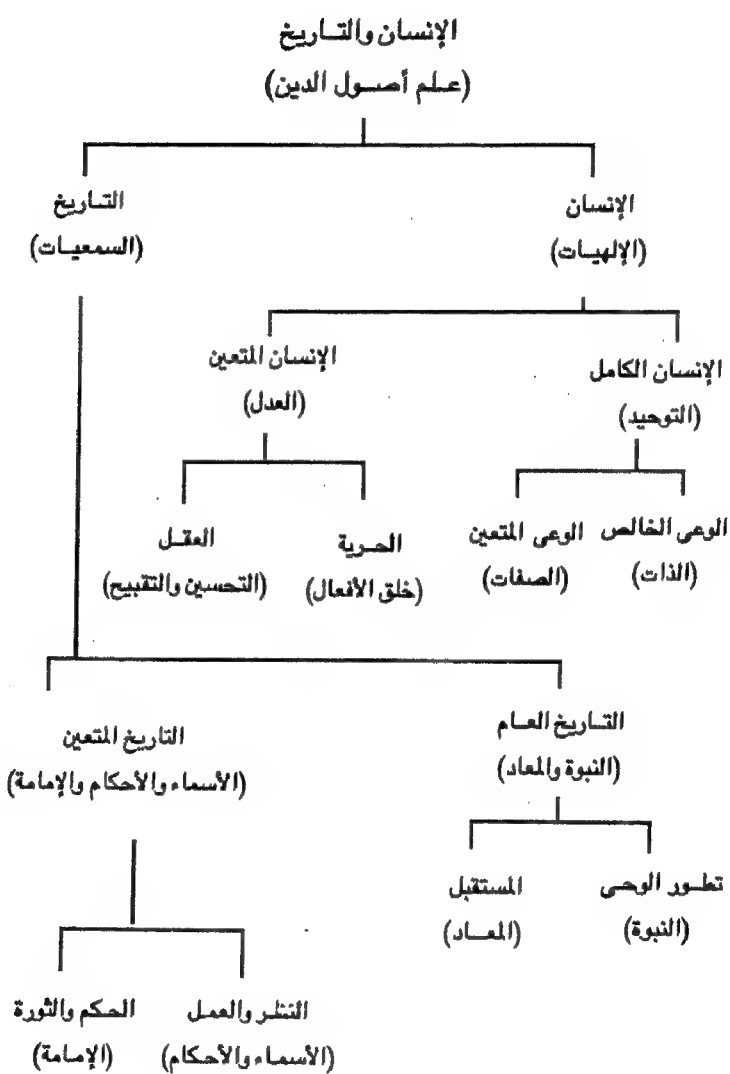 الإنسان والتاريخ
(علم أصول الدين)
الإنسان
(الإلهيات)
التاريخ
(السمعيات)
الإنسان الكامل
(التوحيد)
الإنسان المتعين
(العدل)
الوعى الخالص
(الذات)
الوعى المتعين
(الصفات)
الحرية
(خلق الأفعال)
العقل
(التحسين والتقبيح)
التاريخ العام
(النبوة والمعاد)
التاريخ المتعين
(الأسماء والأحكام والإمامة)
تطور الوحى
(النبوة)
المستقبل
(المعاد)
النظر والعمل
(الأسماء والأحكام)
الحكم والثورة
(الإمامة)